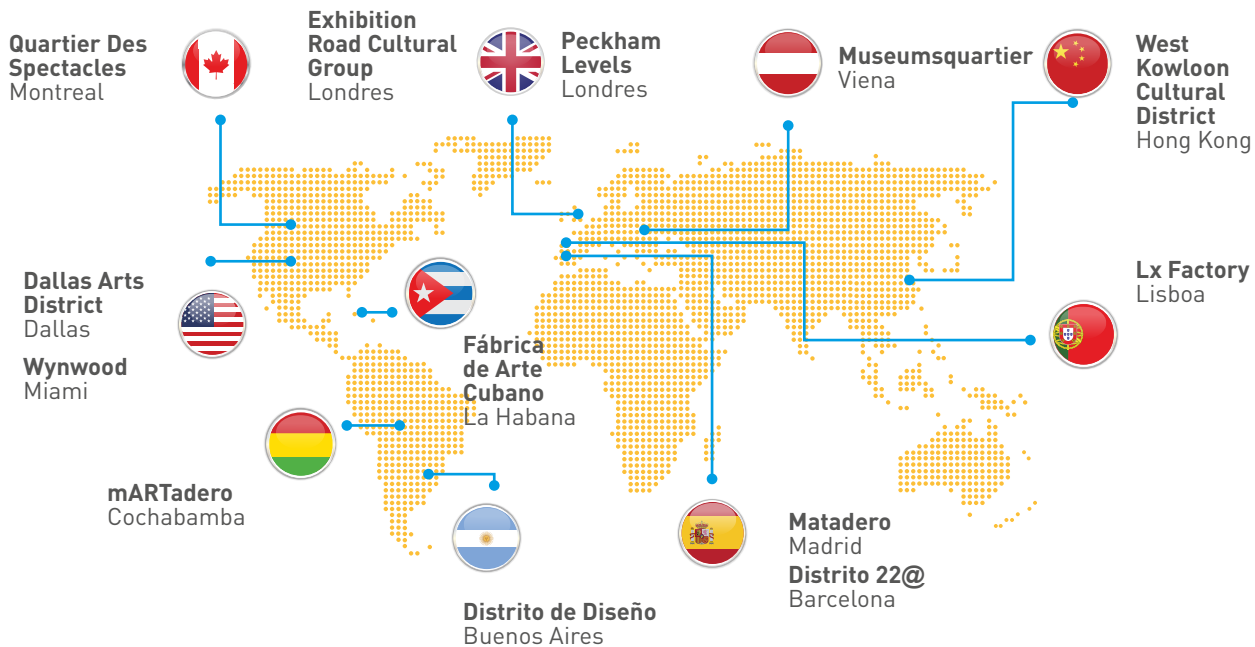 Quartier Des
Spectacles
Montreal
Exhibition
Road Cultural
Group
Londres
Peckham
Levels
Londres
Museumsquartier
Viena
West
Kowloon
Cultural
District
Hong Kong
Dallas Arts
District
Dallas
Wynwood
Miami
Fábrica
de Arte
Cubano
La Habana
Lx Factory
Lisboa
mARTadero
Cochabamba
Distrito de Diseño
Buenos Aires
Matadero
Madrid
Distrito 22@
Barcelona